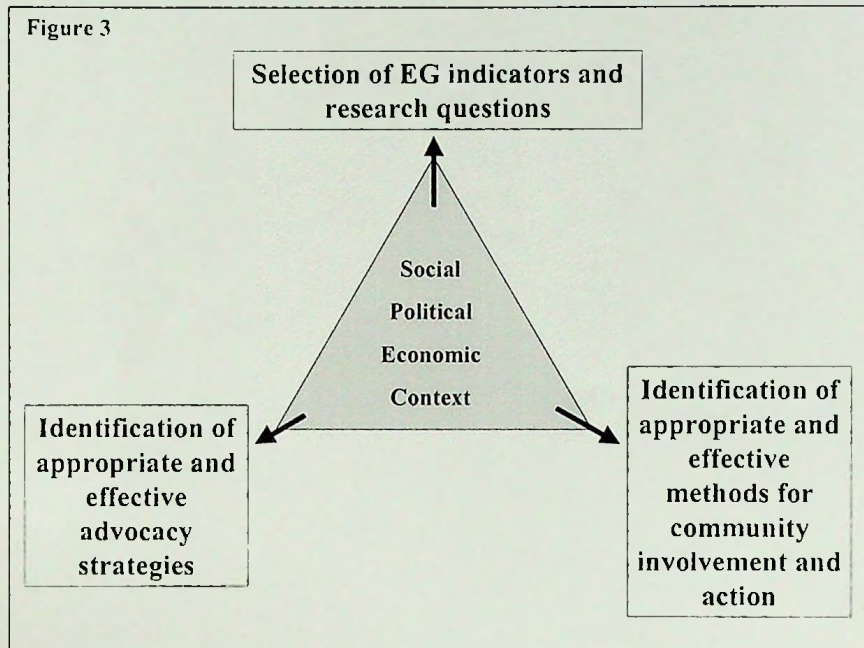 Figure 3
Selection of EG indicators and
research questions
Social
Political
Economic
Context
Identification of
appropriate and
effective
advocacy
strategies
Identification of
appropriate and
effective
methods for
community
involvement and
action